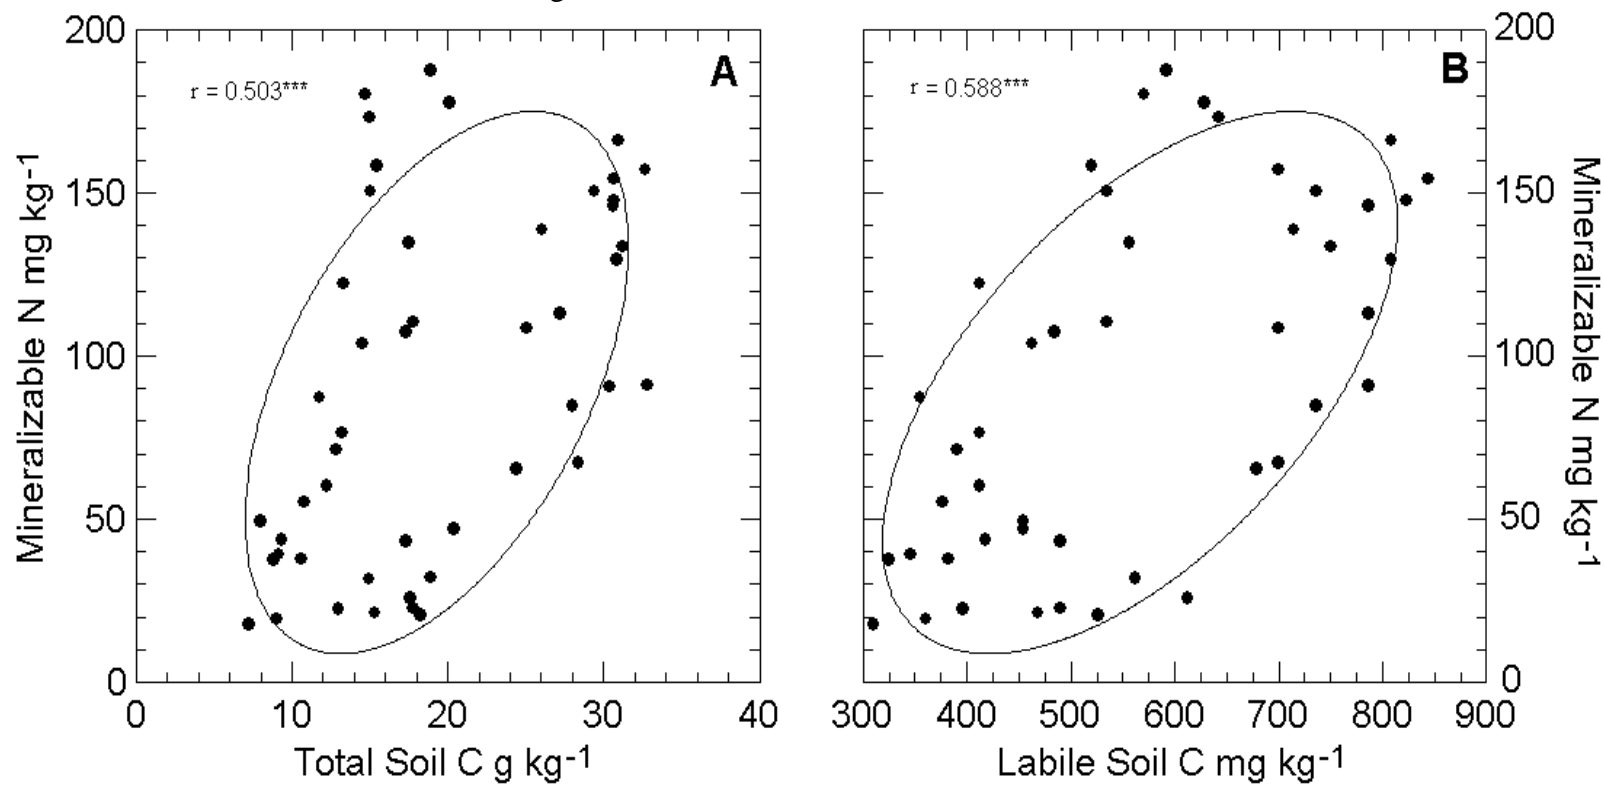 200
150
100
50
0
Mineralizable N mg kg-1
r = 0.503***
A
0 10 20 30 40
Total Soil C g kg-1
r = 0.588***
B
200
150
100
50
0
Mineralizable N mg kg-1
300 400 500 600 700 800 900
Labile Soil C mg kg-1